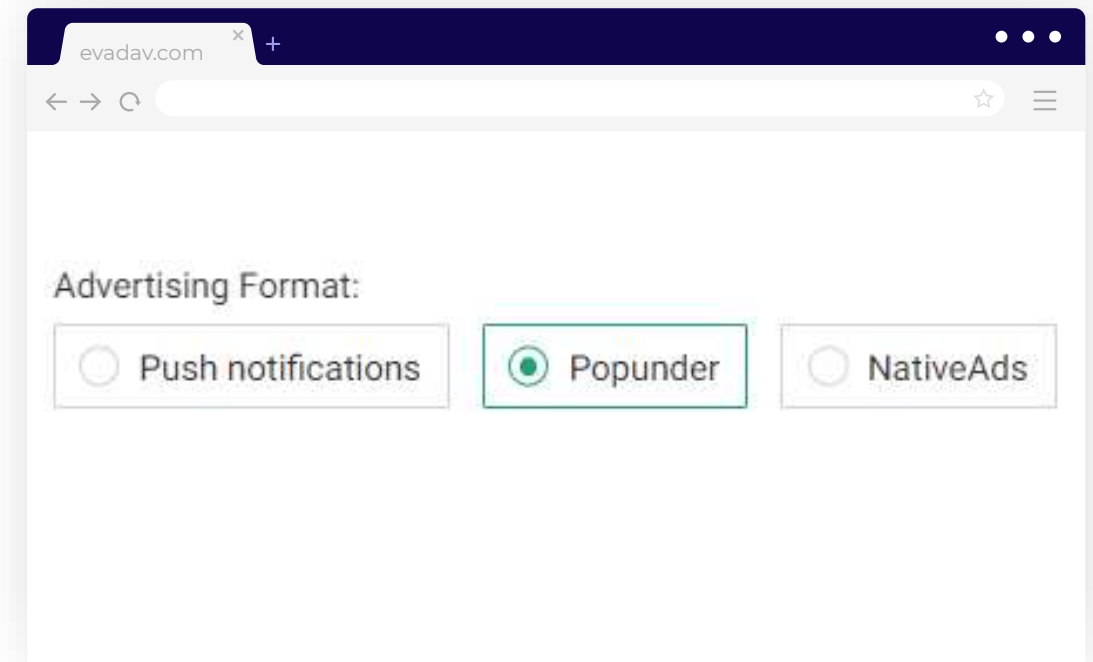 evadav.com
Advertising Format:
Push notifications
Popunder
NativeAds